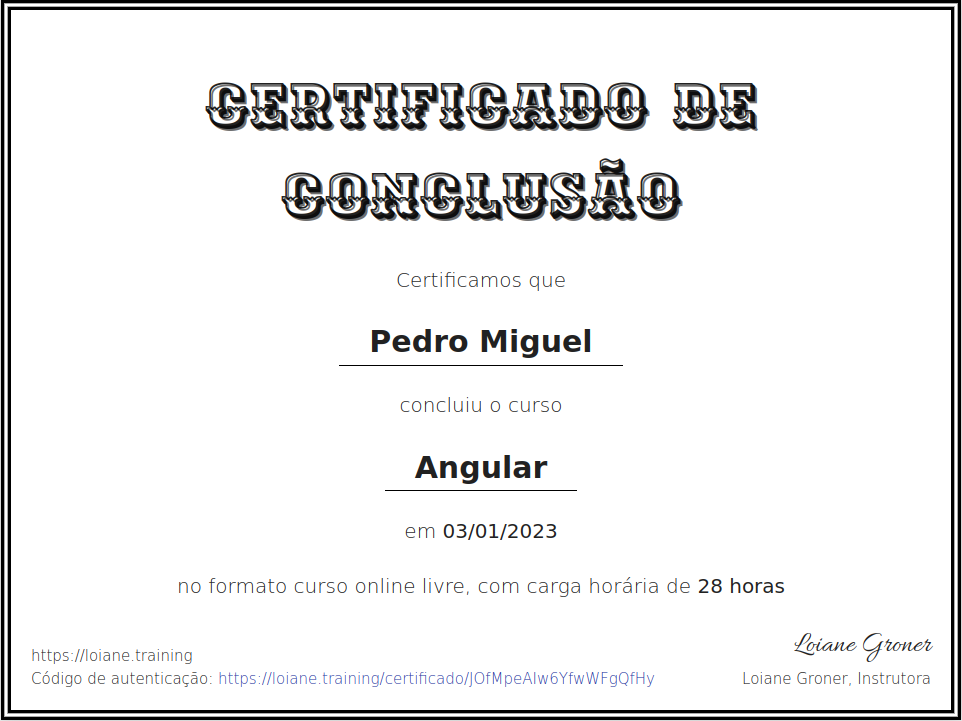 CERTIFICADO DE
CONCLUSÃO
Certificamos que
Pedro Miguel
concluiu o curso
Angular
em 03/01/2023
no formato curso online livre, com carga horária de 28 horas
Loiane Groner
https://loiane.training
Código de autenticação: https://loiane.training/certificado/JOfMpeAIw6YfwWFgQfHy
Loiane Groner, Instrutora